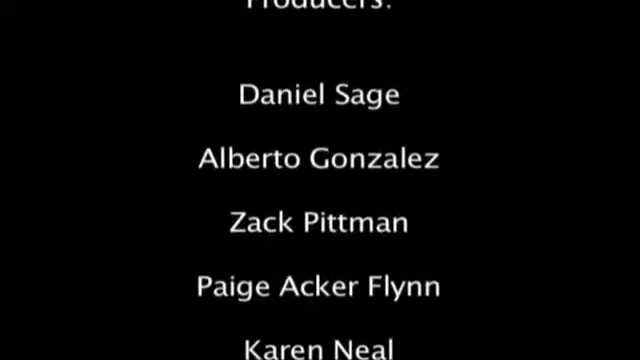 Producers:
Daniel Sage
Alberto Gonzalez
Zack Pittman
Paige Acker Flynn
Karen Neal